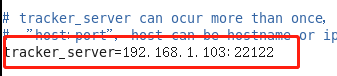 # tracker_server can ocur more than once,
# "host:port", host can be hostname or ip
tracker_server=192.168.1.103:22122